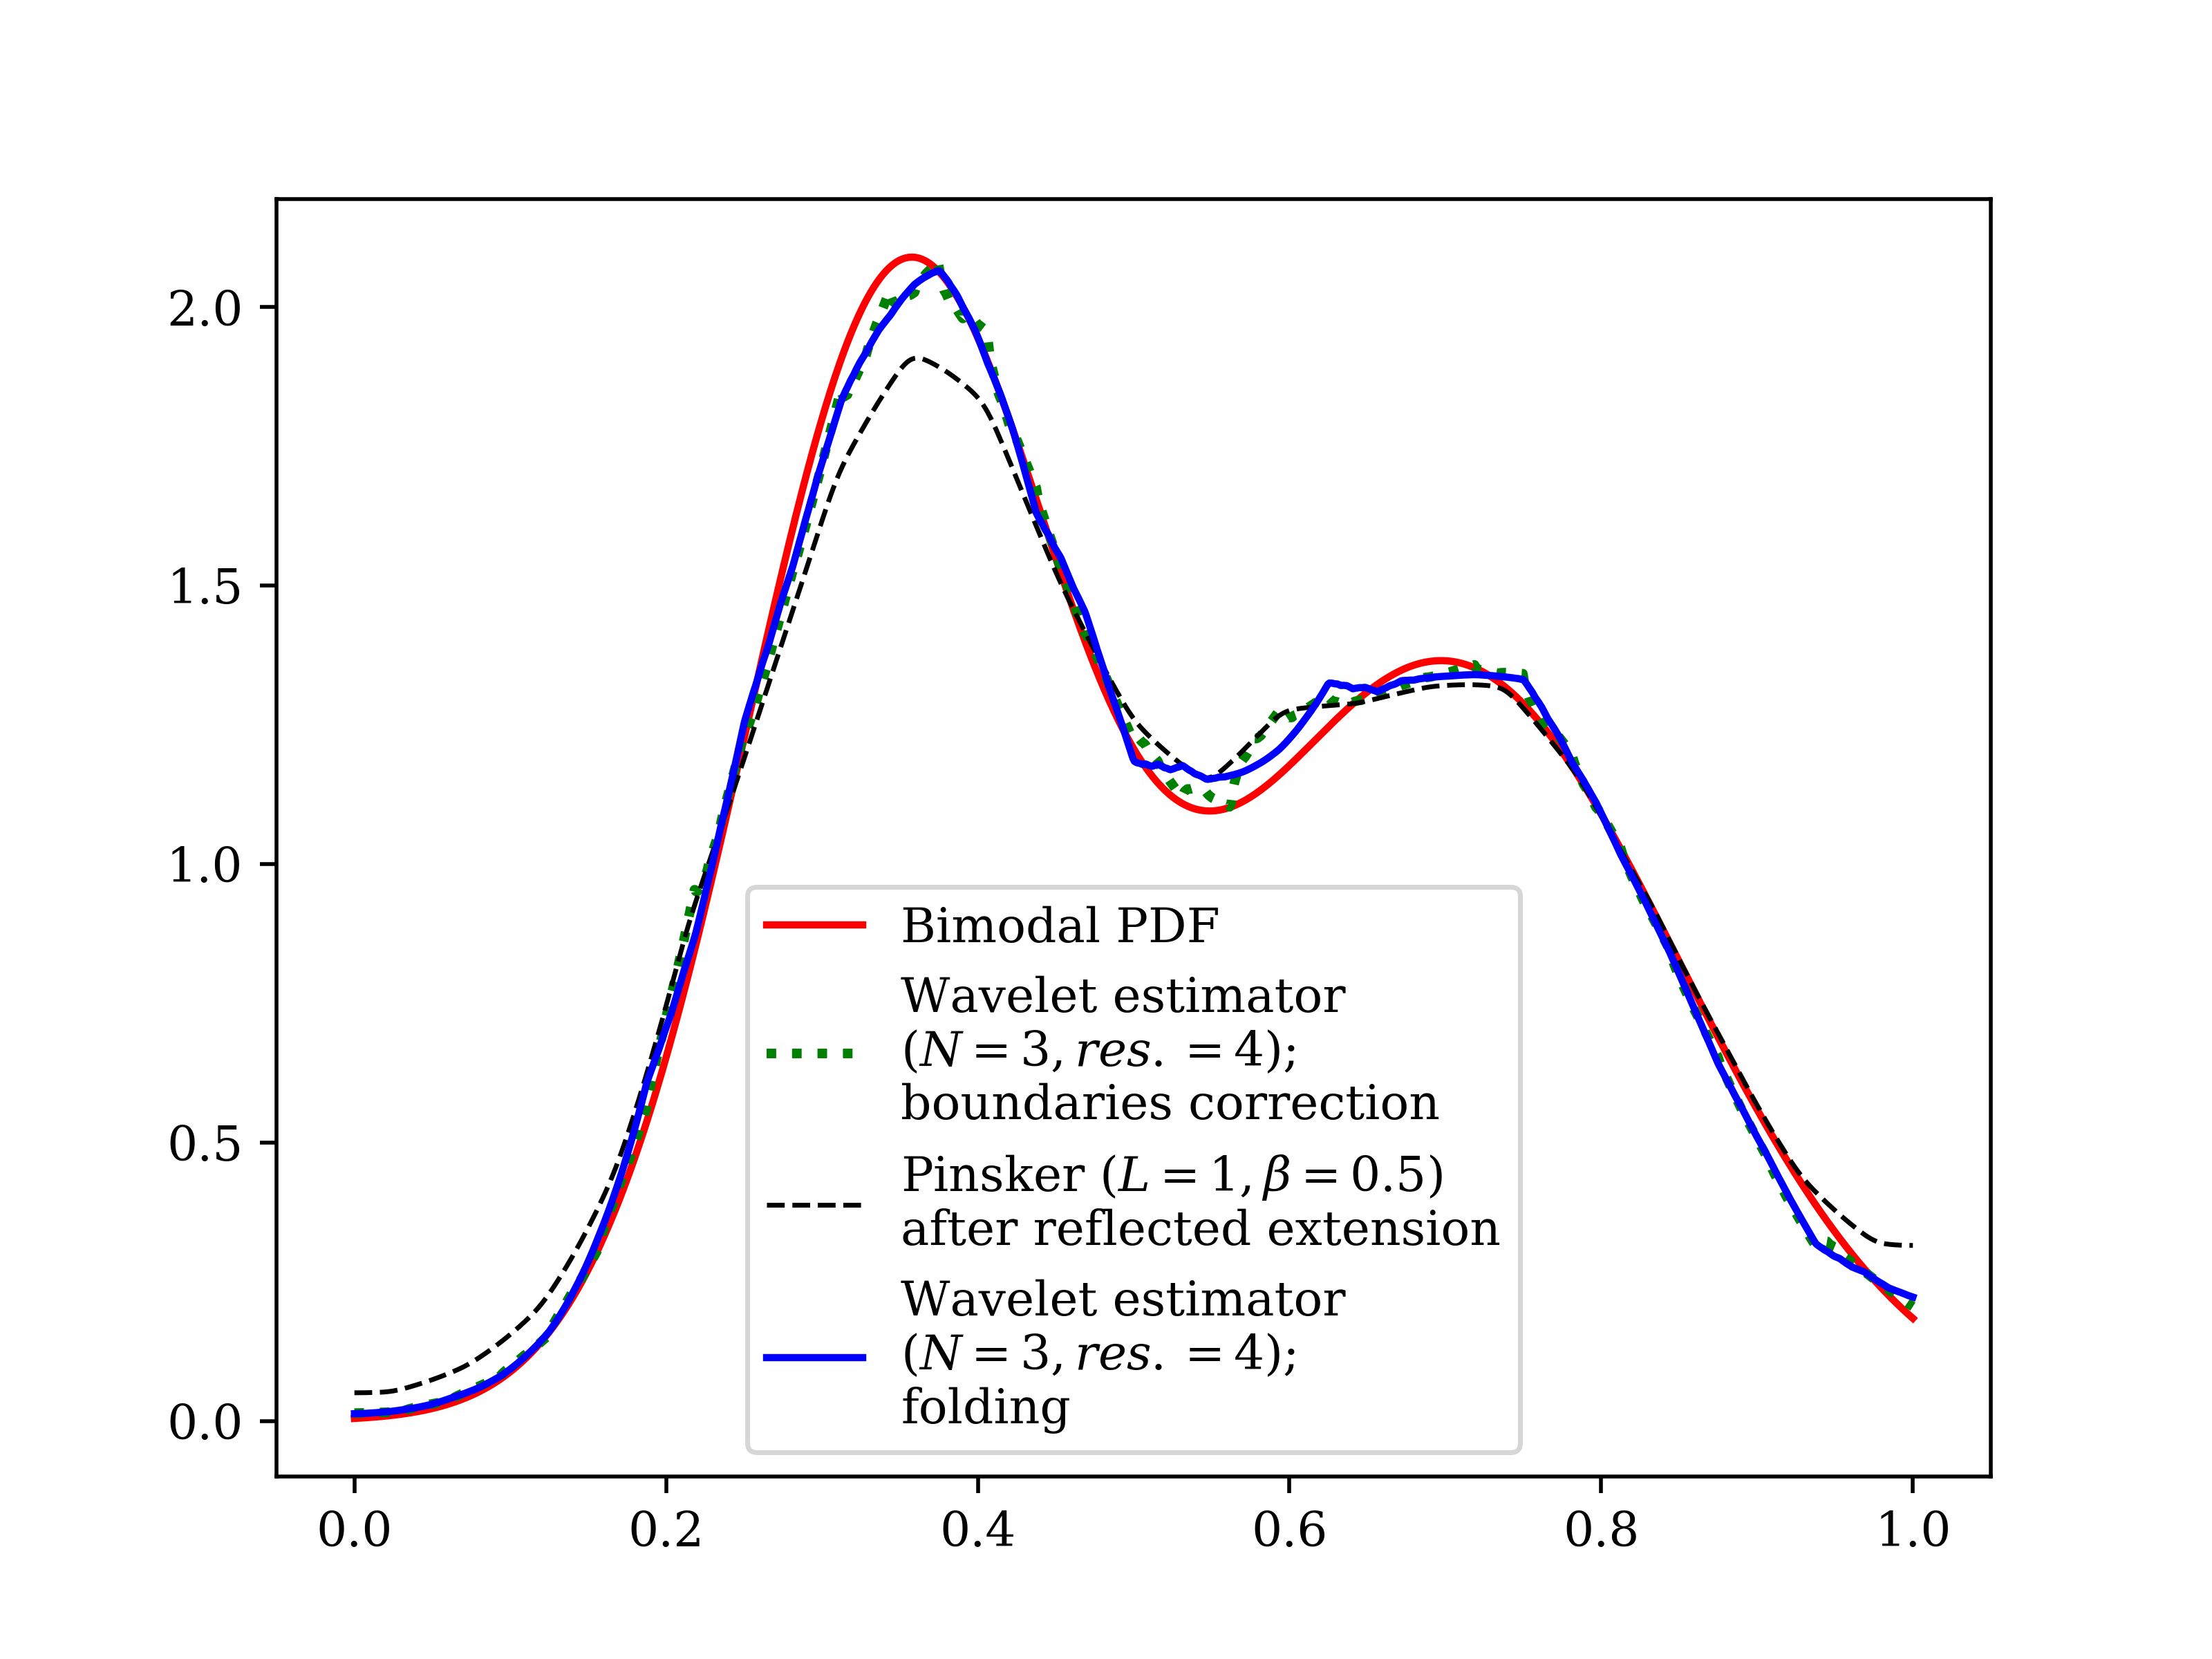 2.0
1.5
1.0
0.5
0.0
Bimodal PDF
Wavelet estimator
(N = 3, res. = 4);
boundaries correction
Pinsker (L = 1, β = 0.5)
after reflected extension
Wavelet estimator
(N = 3, res. = 4);
folding
0.0 0.2 0.4 0.6 0.8 1.0